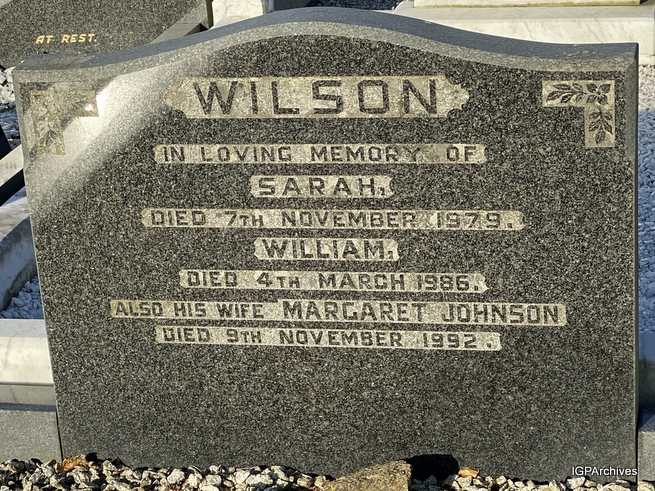 AT REST.
WILSON
IN LOVING MEMORY OF
SARAH,
DIED 7TH NOVEMBER 1979.
WILLIAM,
DIED 4TH MARCH 1986.
ALSO HIS WIFE MARGARET JOHNSON
DIED 9TH NOVEMBER 1992.
IGPArchives